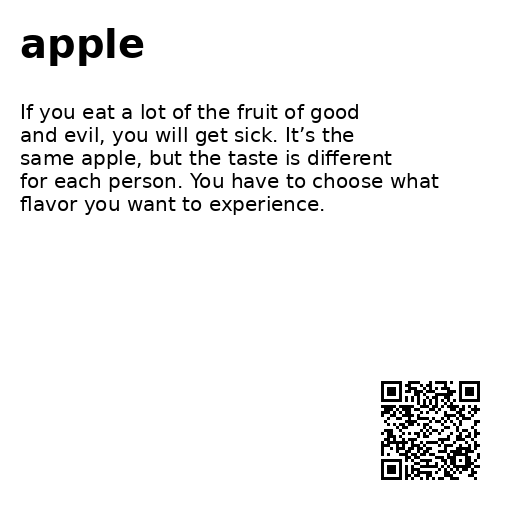 apple
If you eat a lot of the fruit of good
and evil, you will get sick. It’s the
same apple, but the taste is different
for each person. You have to choose what
flavor you want to experience.